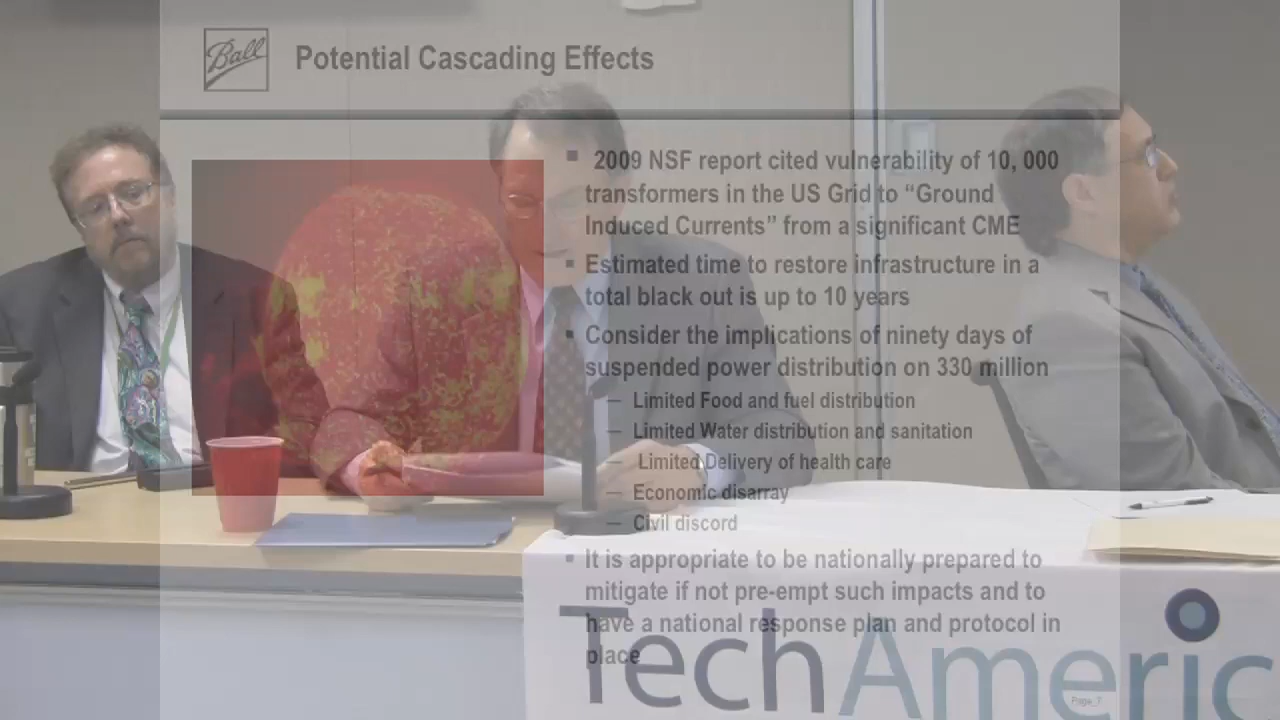 Ball
Potential Cascading Effects
▪ 2009 NSF report cited vulnerability of 10, 000
transformers in the US Grid to “Ground
Induced Currents” from a significant CME
▪ Estimated time to restore infrastructure in a
total black out is up to 10 years
▪ Consider the implications of ninety days of
suspended power distribution on 330 million
– Limited Food and fuel distribution
– Limited Water distribution and sanitation
– Limited Delivery of health care
– Economic disarray
– Civil discord
▪ It is appropriate to be nationally prepared to
mitigate if not pre-empt such impacts and to
have a national response plan and protocol in
place
TechAmeric
Page_7